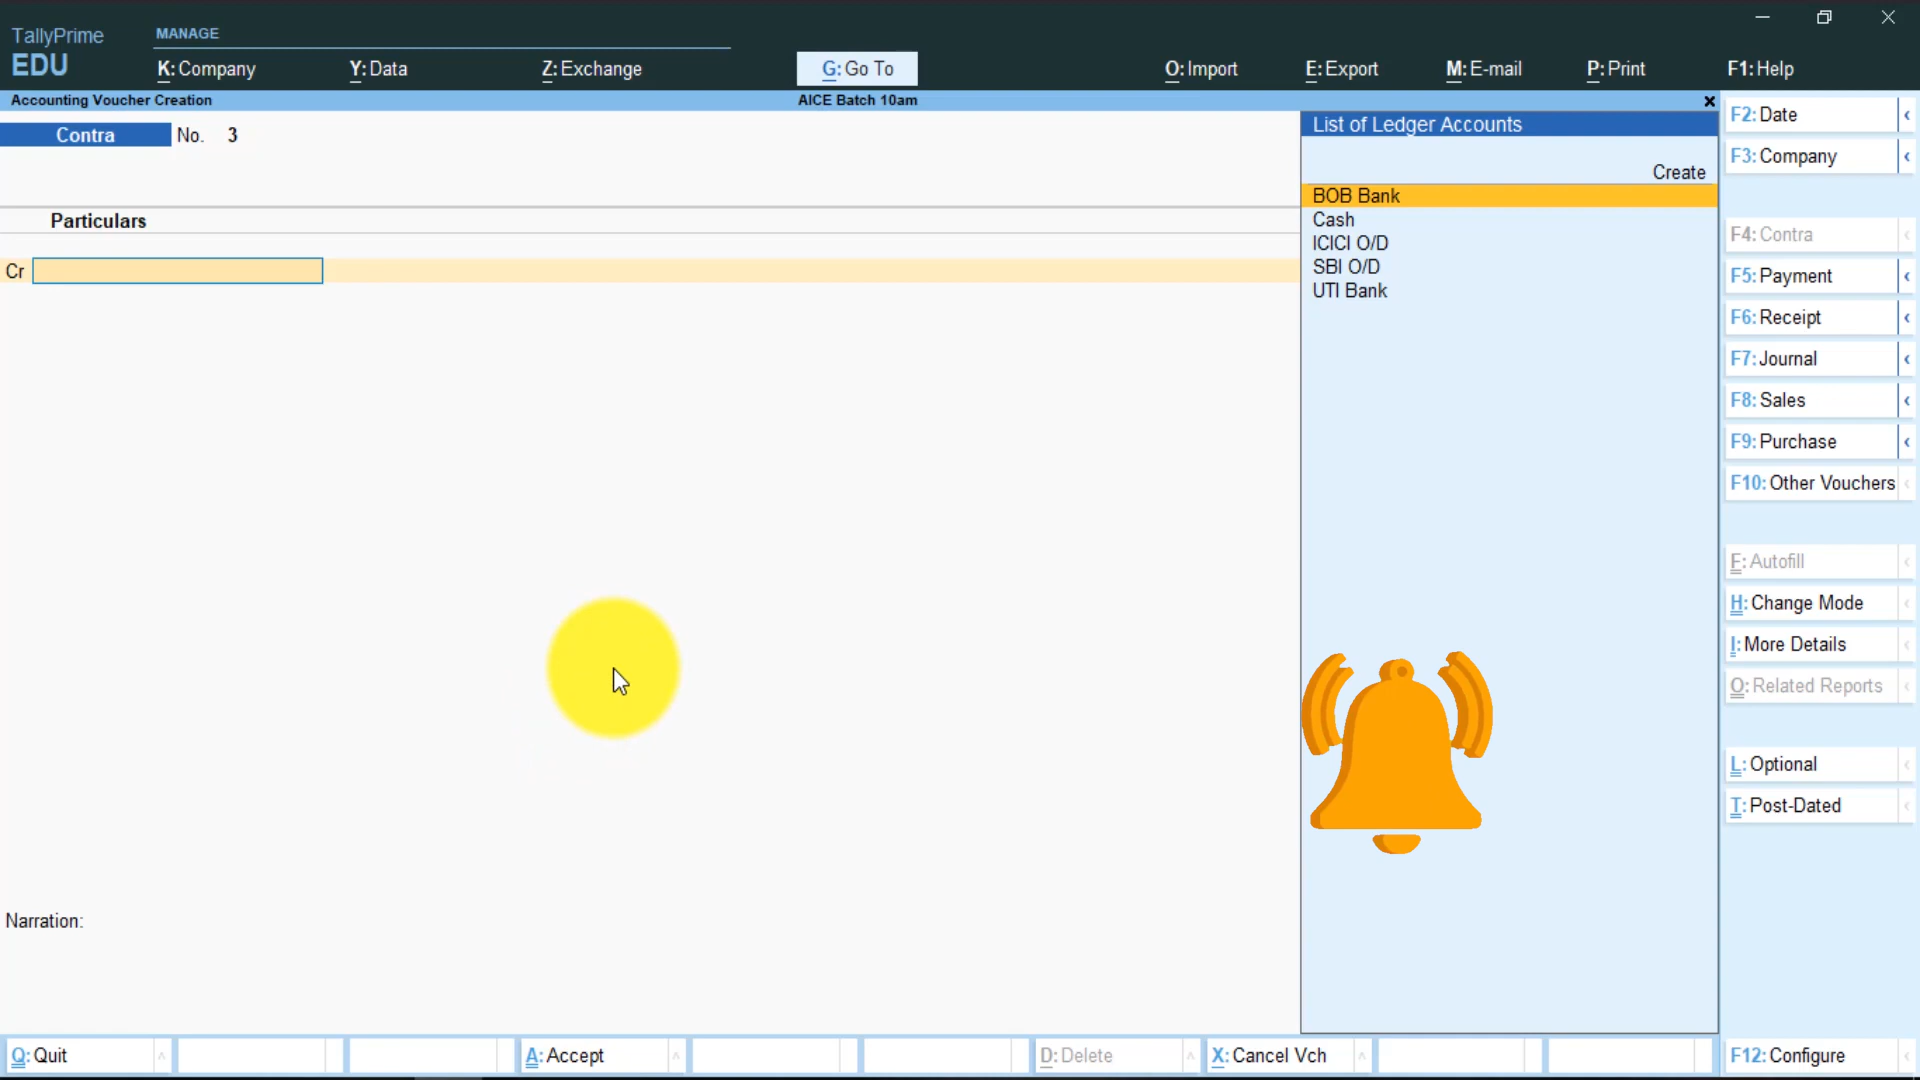 TallyPrime
EDU
MANAGE
K: Company
Y: Data
Z: Exchange
G: Go To
O: Import
E: Export
M: E-mail
P: Print
F1: Help
Accounting Voucher Creation
AICE Batch 10am
Contra No. 3
Particulars
Cr
Narration:
List of Ledger Accounts
Create
BOB Bank
Cash
ICICI O/D
SBI O/D
UTI Bank
F2: Date
F3: Company
F4: Contra
F5: Payment
F6: Receipt
F7: Journal
F8: Sales
F9: Purchase
F10: Other Vouchers
F: Autofill
H: Change Mode
I: More Details
O: Related Reports
L: Optional
T: Post-Dated
Q: Quit
A: Accept
D: Delete
X: Cancel Vch
F12: Configure